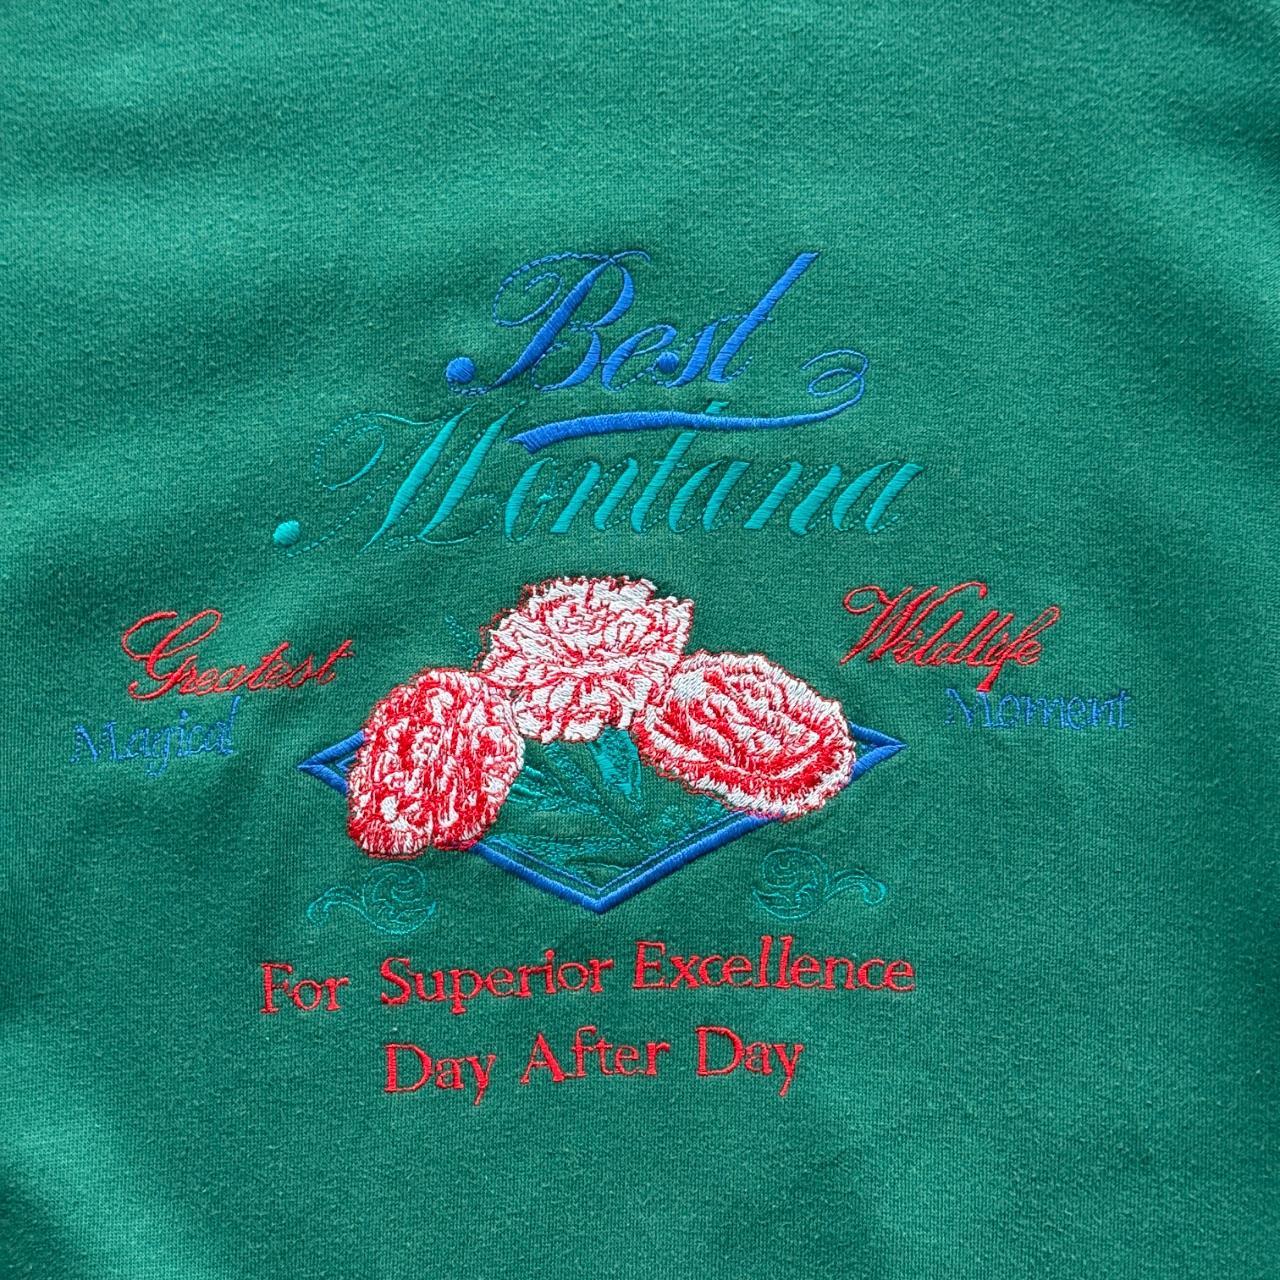 Best
Montana
Greatest
Magical
Wildlife
Moment
For Superior Excellence
Day After Day